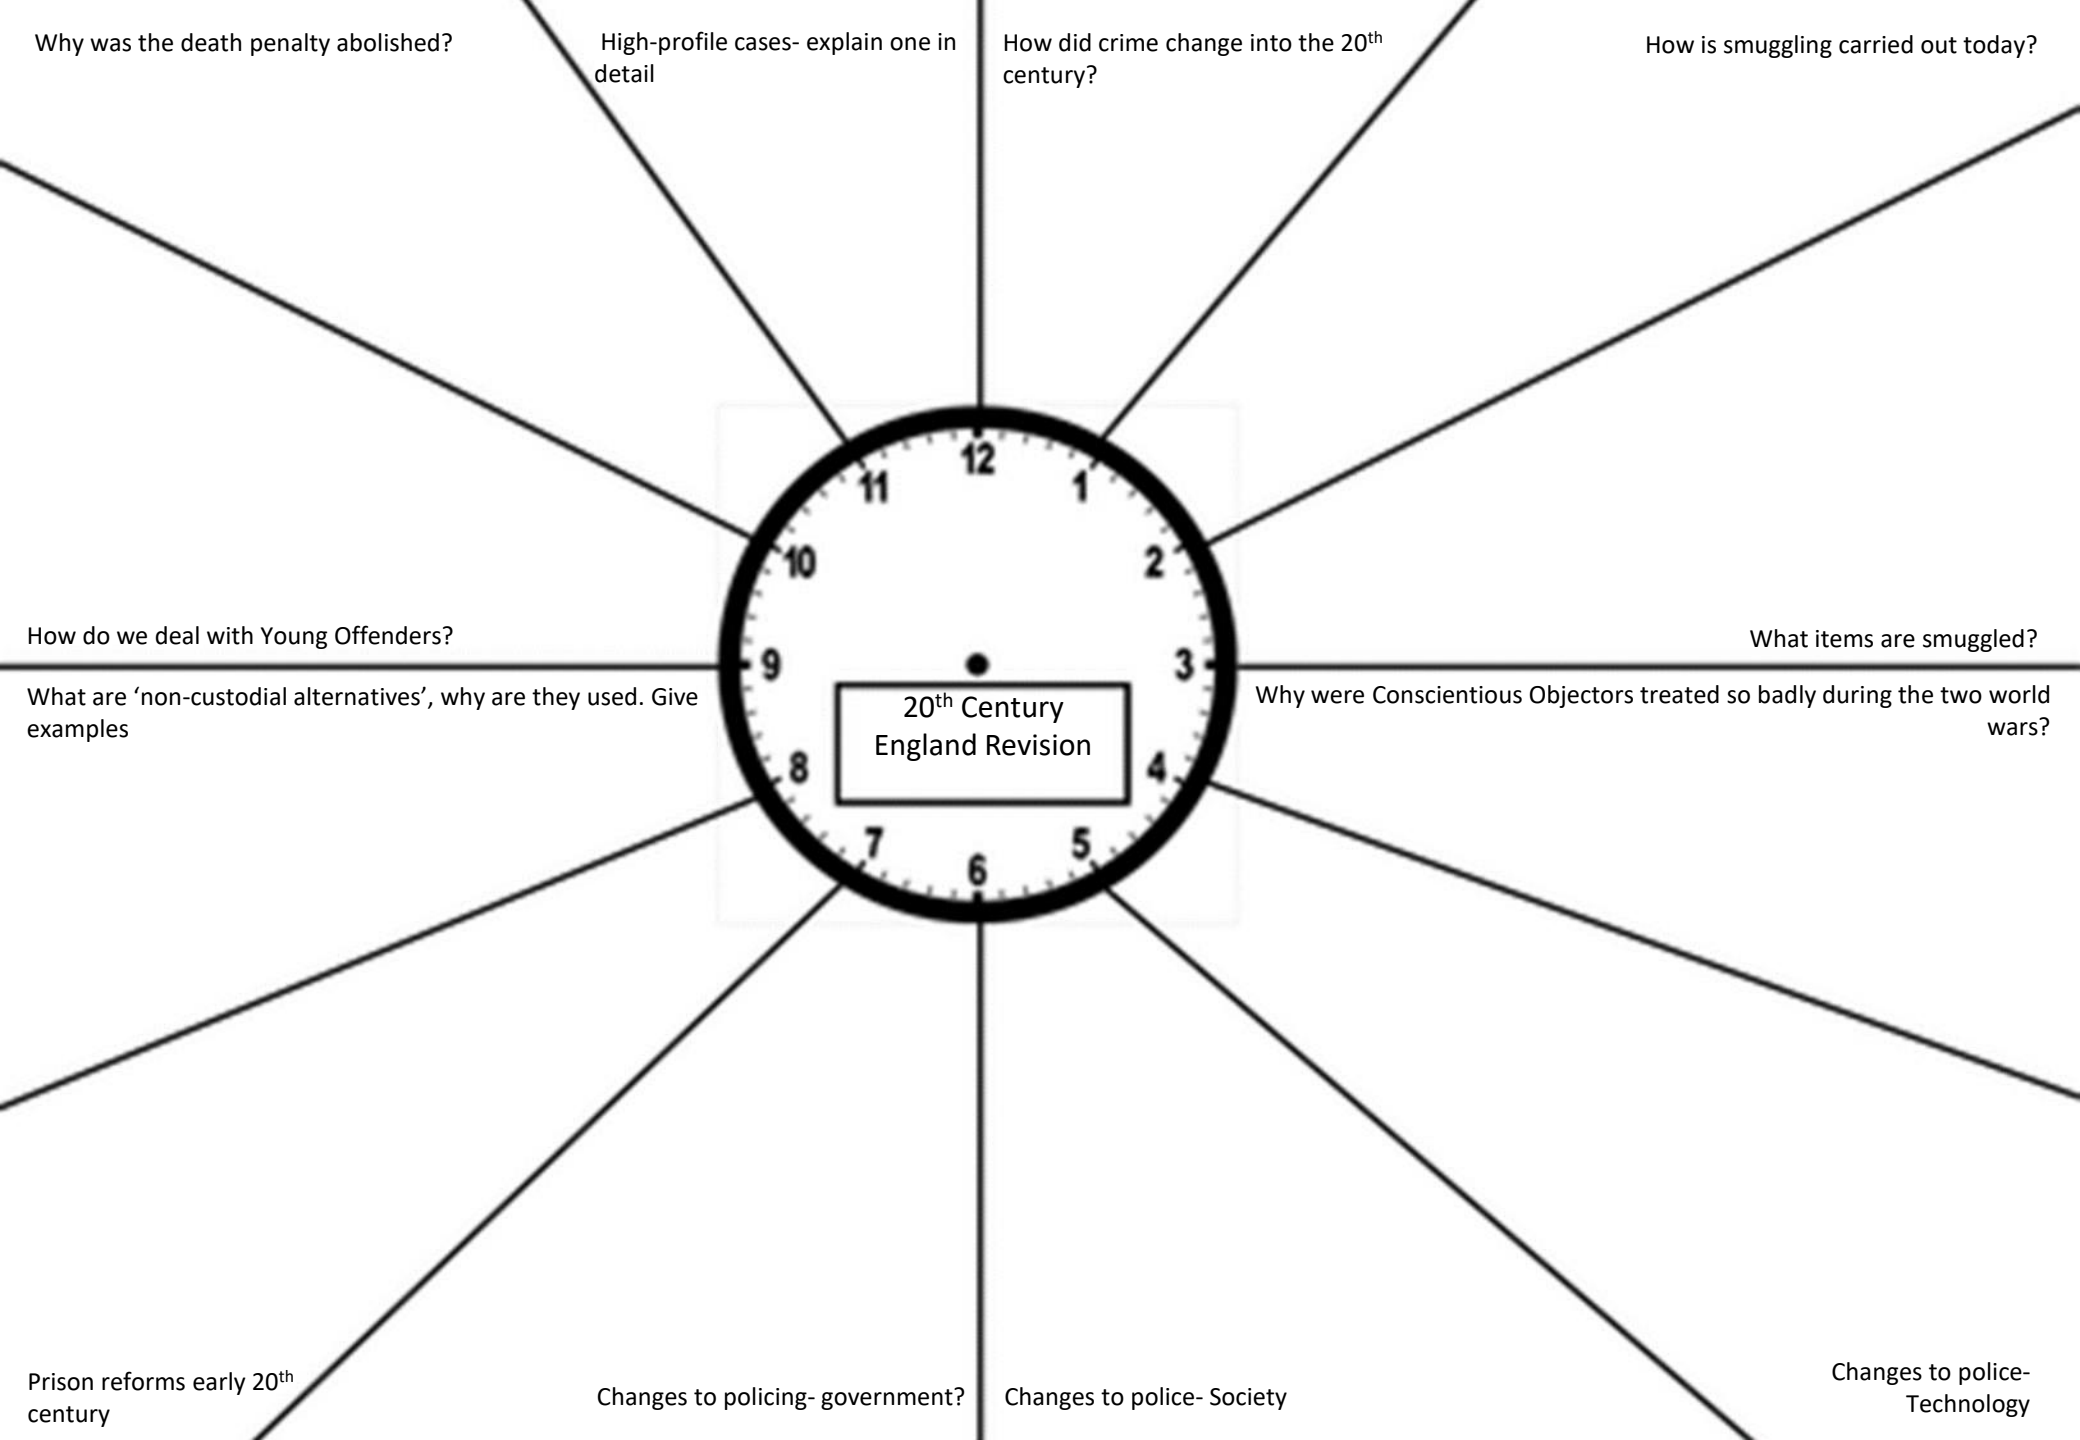 Why was the death penalty abolished?
High-profile cases- explain one in
detail
How did crime change into the 20th
century?
How is smuggling carried out today?
12
11
1
10
2
How do we deal with Young Offenders?
What items are smuggled?
9
3
What are ‘non-custodial alternatives’, why are they used. Give
examples
Why were Conscientious Objectors treated so badly during the two world
wars?
20th Century
England Revision
8
4
7
5
6
Prison reforms early 20th
century
Changes to policing- government?
Changes to police- Society
Changes to police-
Technology